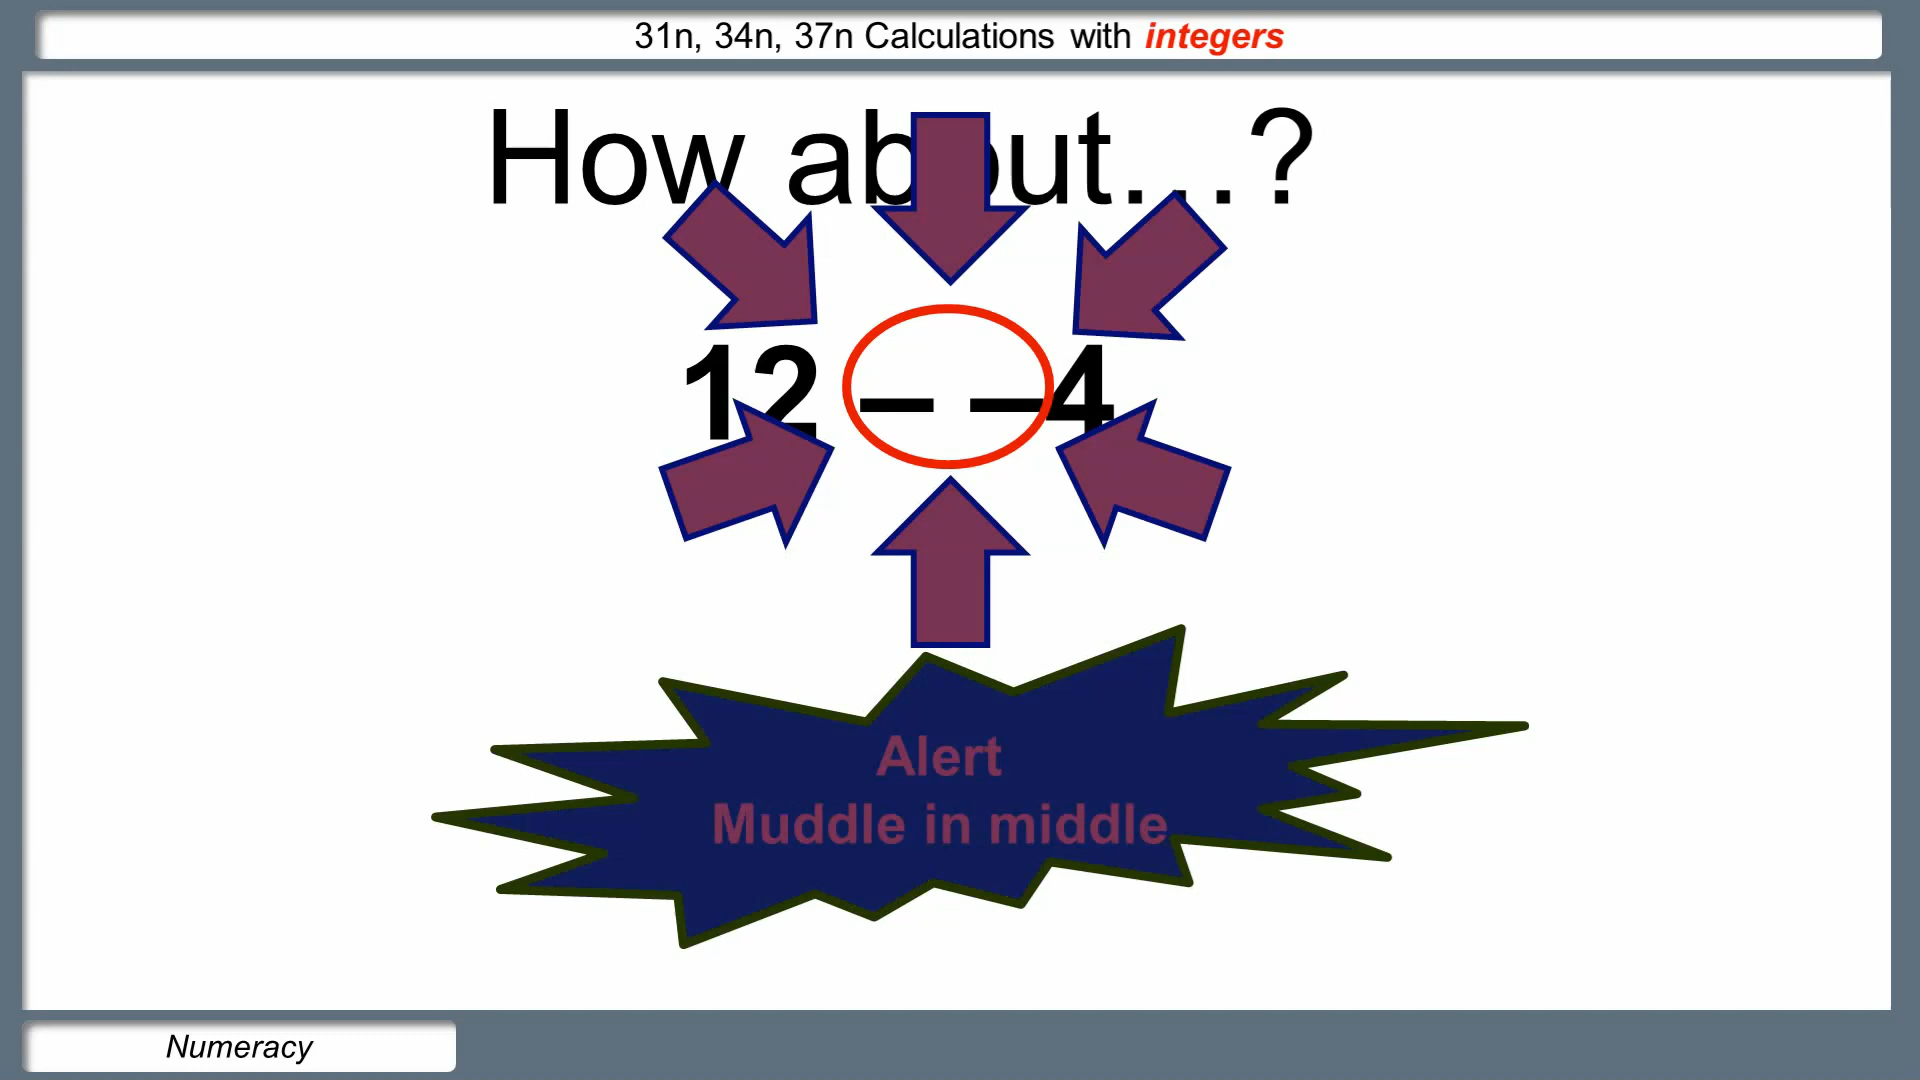 31n, 34n, 37n Calculations with integers
How about…?
12 – –4
Alert
Muddle in middle
Numeracy